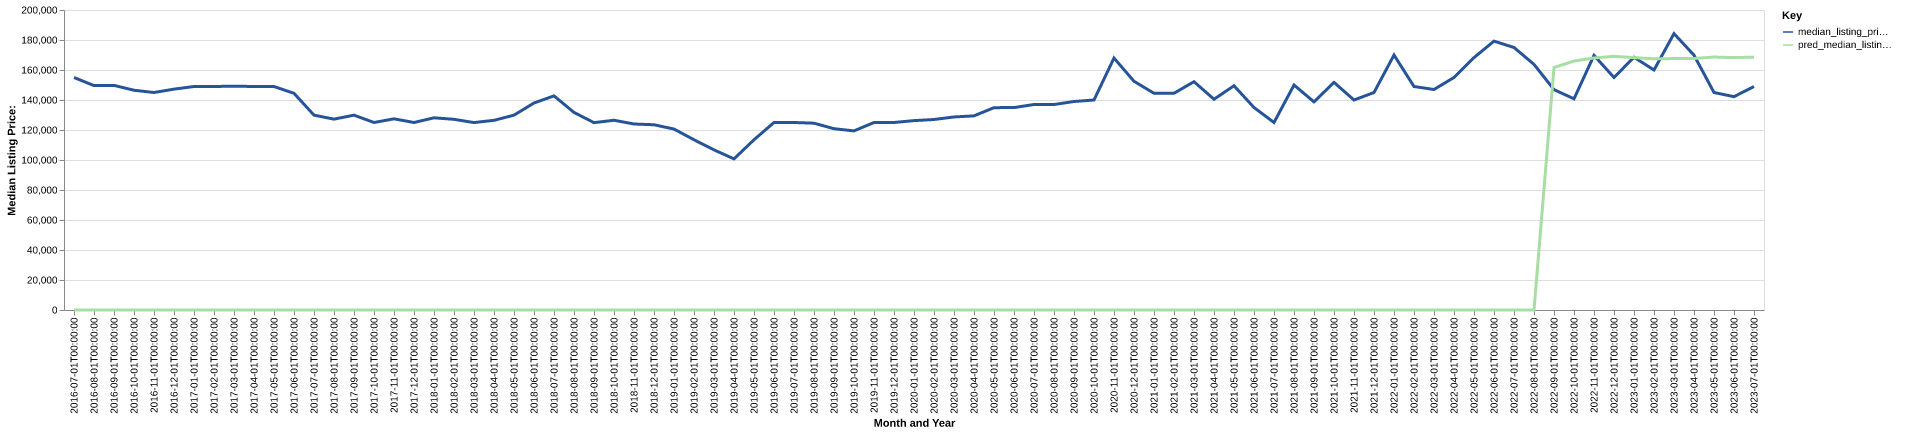 200,000
180,000
160,000
140,000
120,000
100,000
80,000
60,000
40,000
20,000
0
Median Listing Price:
2016-07-01T00:00:00
2016-08-01T00:00:00
2016-09-01T00:00:00
2016-10-01T00:00:00
2016-11-01T00:00:00
2016-12-01T00:00:00
2017-01-01T00:00:00
2017-02-01T00:00:00
2017-03-01T00:00:00
2017-04-01T00:00:00
2017-05-01T00:00:00
2017-06-01T00:00:00
2017-07-01T00:00:00
2017-08-01T00:00:00
2017-09-01T00:00:00
2017-10-01T00:00:00
2017-11-01T00:00:00
2017-12-01T00:00:00
2018-01-01T00:00:00
2018-02-01T00:00:00
2018-03-01T00:00:00
2018-04-01T00:00:00
2018-05-01T00:00:00
2018-06-01T00:00:00
2018-07-01T00:00:00
2018-08-01T00:00:00
2018-09-01T00:00:00
2018-10-01T00:00:00
2018-11-01T00:00:00
2018-12-01T00:00:00
2019-01-01T00:00:00
2019-02-01T00:00:00
2019-03-01T00:00:00
2019-04-01T00:00:00
2019-05-01T00:00:00
2019-06-01T00:00:00
2019-07-01T00:00:00
2019-08-01T00:00:00
2019-09-01T00:00:00
2019-10-01T00:00:00
2019-11-01T00:00:00
2019-12-01T00:00:00
2020-01-01T00:00:00
2020-02-01T00:00:00
2020-03-01T00:00:00
2020-04-01T00:00:00
2020-05-01T00:00:00
2020-06-01T00:00:00
2020-07-01T00:00:00
2020-08-01T00:00:00
2020-09-01T00:00:00
2020-10-01T00:00:00
2020-11-01T00:00:00
2020-12-01T00:00:00
2021-01-01T00:00:00
2021-02-01T00:00:00
2021-03-01T00:00:00
2021-04-01T00:00:00
2021-05-01T00:00:00
2021-06-01T00:00:00
2021-07-01T00:00:00
2021-08-01T00:00:00
2021-09-01T00:00:00
2021-10-01T00:00:00
2021-11-01T00:00:00
2021-12-01T00:00:00
2022-01-01T00:00:00
2022-02-01T00:00:00
2022-03-01T00:00:00
2022-04-01T00:00:00
2022-05-01T00:00:00
2022-06-01T00:00:00
2022-07-01T00:00:00
2022-08-01T00:00:00
2022-09-01T00:00:00
2022-10-01T00:00:00
2022-11-01T00:00:00
2022-12-01T00:00:00
2023-01-01T00:00:00
2023-02-01T00:00:00
2023-03-01T00:00:00
2023-04-01T00:00:00
2023-05-01T00:00:00
2023-06-01T00:00:00
2023-07-01T00:00:00
Month and Year
Key
median_listing_pri…
pred_median_listin…